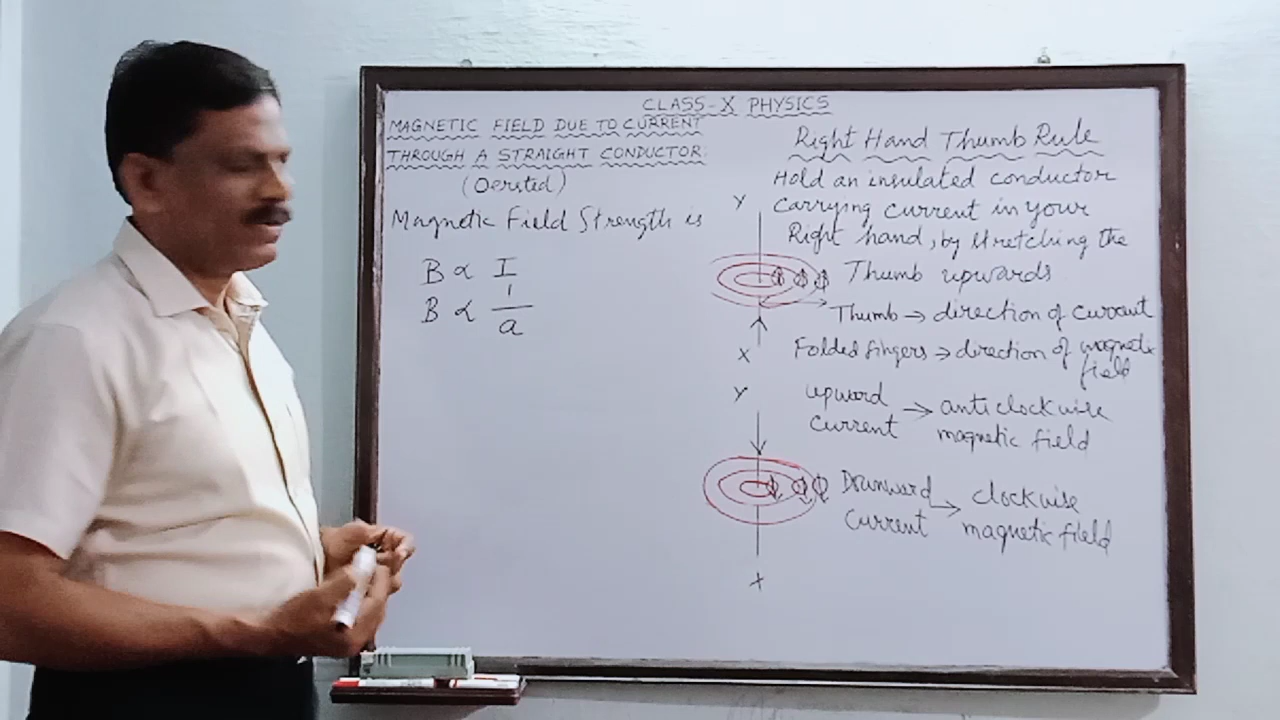 CLASS-X PHYSICS
MAGNETIC FIELD DUE TO CURRENT
THROUGH A STRAIGHT CONDUCTOR
(Oersted)
Magnetic Field Strength is
B ∝ I
B ∝ 1/a
Right Hand Thumb Rule
Hold an insulated conductor
carrying current in your
Right hand, by stretching the
Thumb upwards
Thumb → direction of current
Folded fingers → direction of magnetic
field
upward
current → anticlockwise
magnetic field
Downward
current → clockwise
magnetic field
Y
X
Y
X